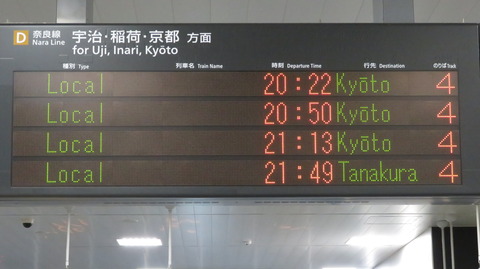 D 奈良線 宇治・稲荷・京都 方面
Nara Line for Uji, Inari, Kyōto
種別 Type 列車名 Train Name 時刻 Departure Time 行先 Destination のりば Track
Local 20:22 Kyōto 4
Local 20:50 Kyōto 4
Local 21:13 Kyōto 4
Local 21:49 Tanakura 4